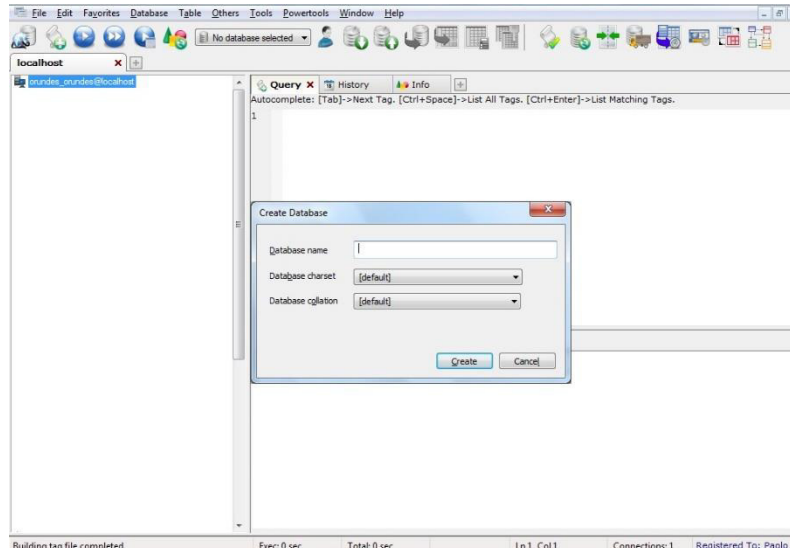 File Edit Favorites Database Table Others Tools Powertools Window Help
No database selected
localhost
orundes_orundes@localhost
Query History Info
Autocomplete: [Tab]->Next Tag. [Ctrl+Space]->List All Tags. [Ctrl+Enter]->List Matching Tags.
1
Create Database
Database name
Database charset [default]
Database collation [default]
Create Cancel
Building tag file completed Exec: 0 sec Total: 0 sec Ln 1, Col 1 Connections: 1 Registered To: Paolo